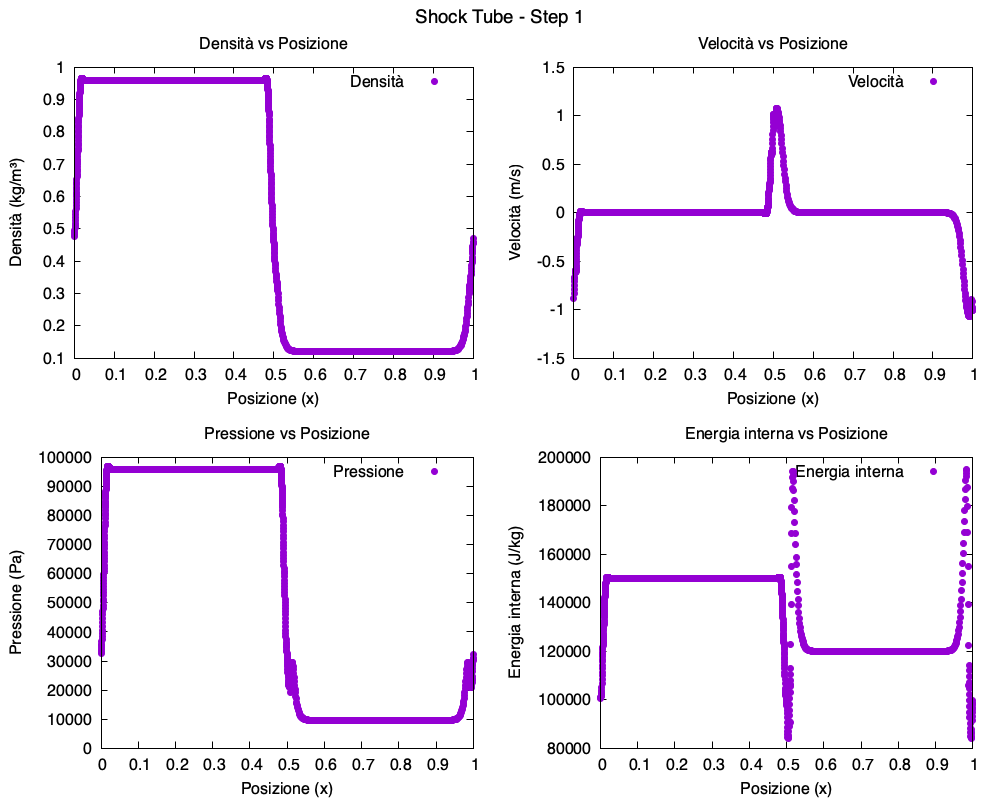 Shock Tube - Step 1
Densità vs Posizione
Densità
1
0.9
0.8
0.7
0.6
0.5
0.4
0.3
0.2
0.1
Densità (kg/m³)
0 0.1 0.2 0.3 0.4 0.5 0.6 0.7 0.8 0.9 1
Posizione (x)
Velocità vs Posizione
Velocità
1.5
1
0.5
0
-0.5
-1
-1.5
Velocità (m/s)
0 0.1 0.2 0.3 0.4 0.5 0.6 0.7 0.8 0.9 1
Posizione (x)
Pressione vs Posizione
Pressione
100000
90000
80000
70000
60000
50000
40000
30000
20000
10000
0
Pressione (Pa)
0 0.1 0.2 0.3 0.4 0.5 0.6 0.7 0.8 0.9 1
Posizione (x)
Energia interna vs Posizione
Energia interna
200000
180000
160000
140000
120000
100000
80000
Energia interna (J/kg)
0 0.1 0.2 0.3 0.4 0.5 0.6 0.7 0.8 0.9 1
Posizione (x)